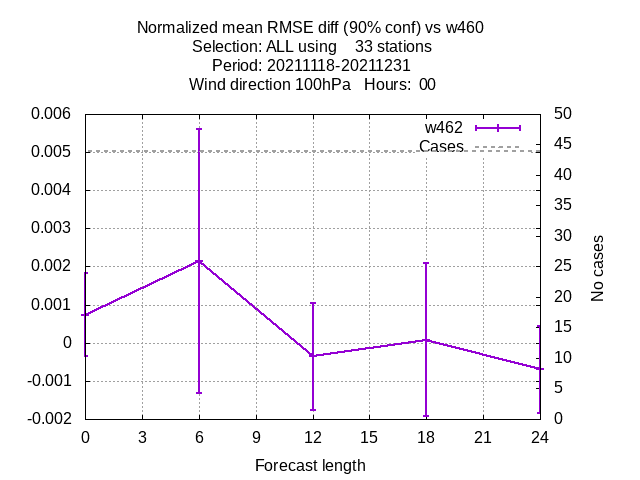 Normalized mean RMSE diff (90% conf) vs w460
Selection: ALL using    33 stations
Period: 20211118-20211231
Wind direction 100hPa   Hours:  00
w462
Cases
0.006
0.005
0.004
0.003
0.002
0.001
0
-0.001
-0.002
50
45
40
35
30
25
20
15
10
5
0
No cases
0 3 6 9 12 15 18 21 24
Forecast length